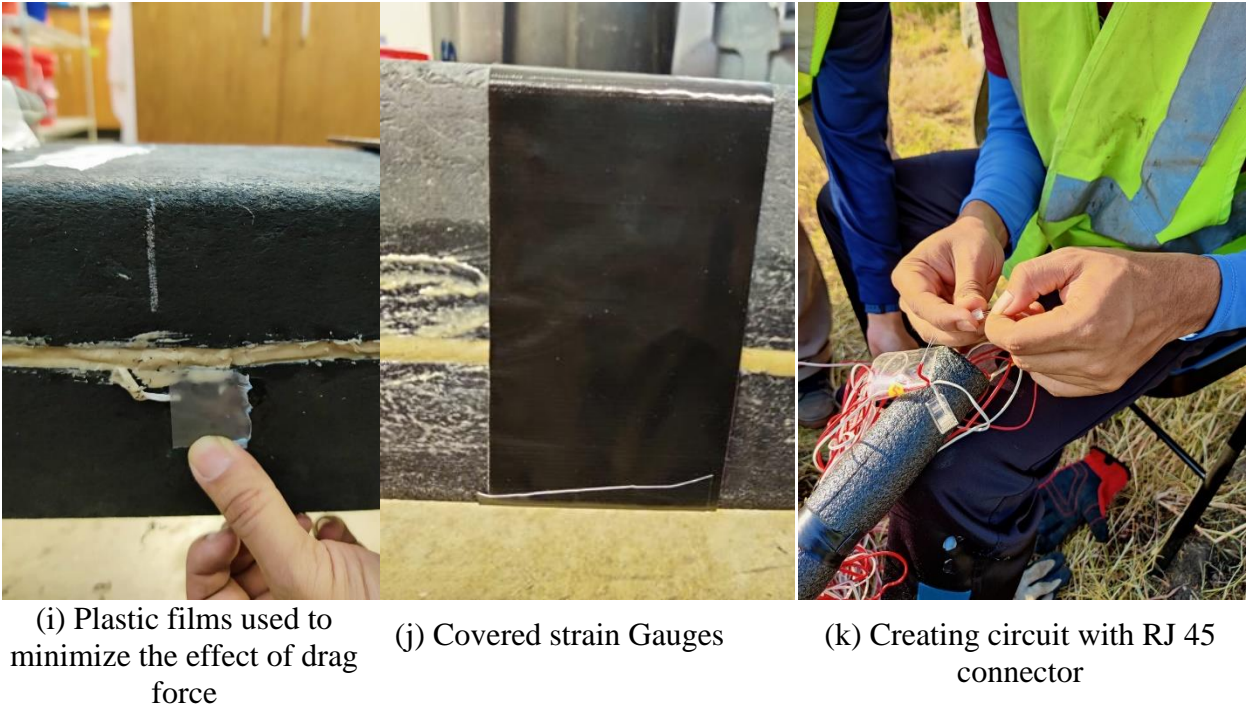 (i) Plastic films used to
minimize the effect of drag
force
(j) Covered strain Gauges
(k) Creating circuit with RJ 45
connector